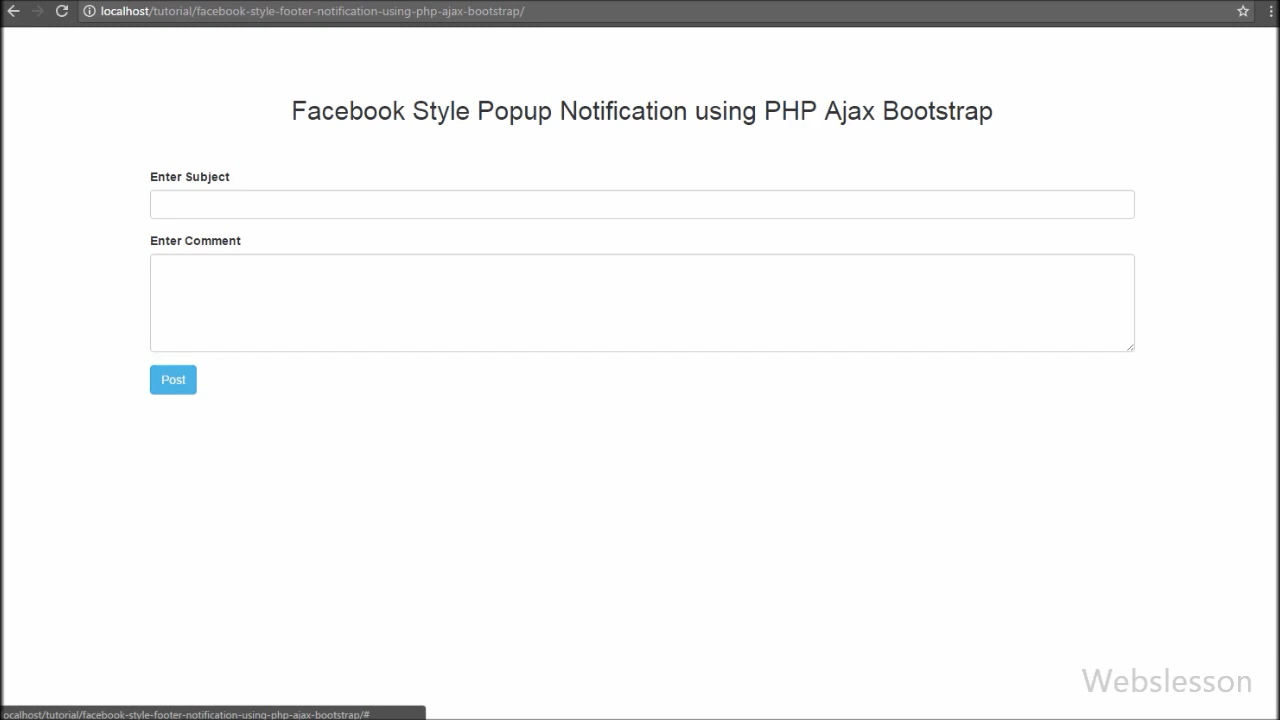 localhost/tutorial/facebook-style-footer-notification-using-php-ajax-bootstrap/
Facebook Style Popup Notification using PHP Ajax Bootstrap
Enter Subject
Enter Comment
Post
Webslesson
ocalhost/tutorial/facebook-style-footer-notification-using-php-ajax-bootstrap/#